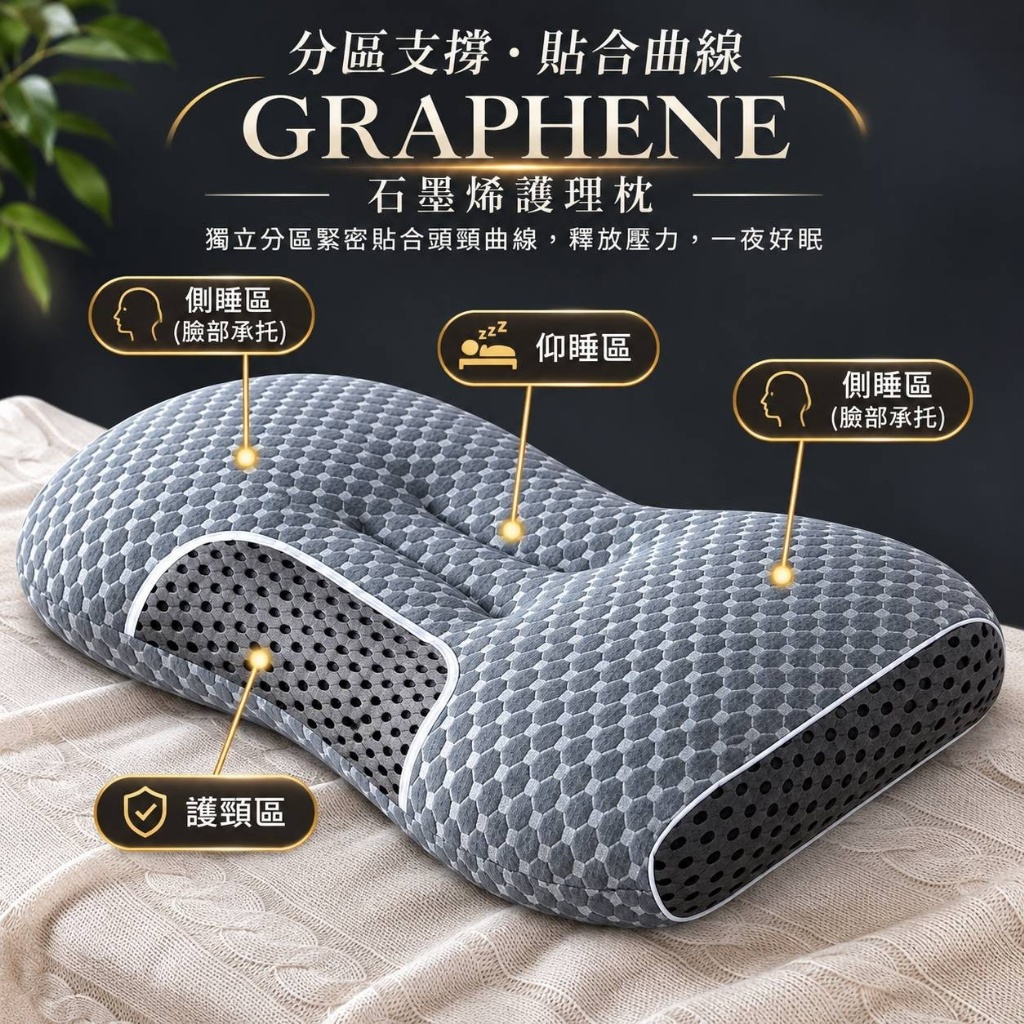 分區支撐·貼合曲線
GRAPHENE
石墨烯護理枕
獨立分區緊密貼合頭頸曲線，釋放壓力，一夜好眠
側睡區
(臉部承托)
zzZ
仰睡區
側睡區
(臉部承托)
護頸區